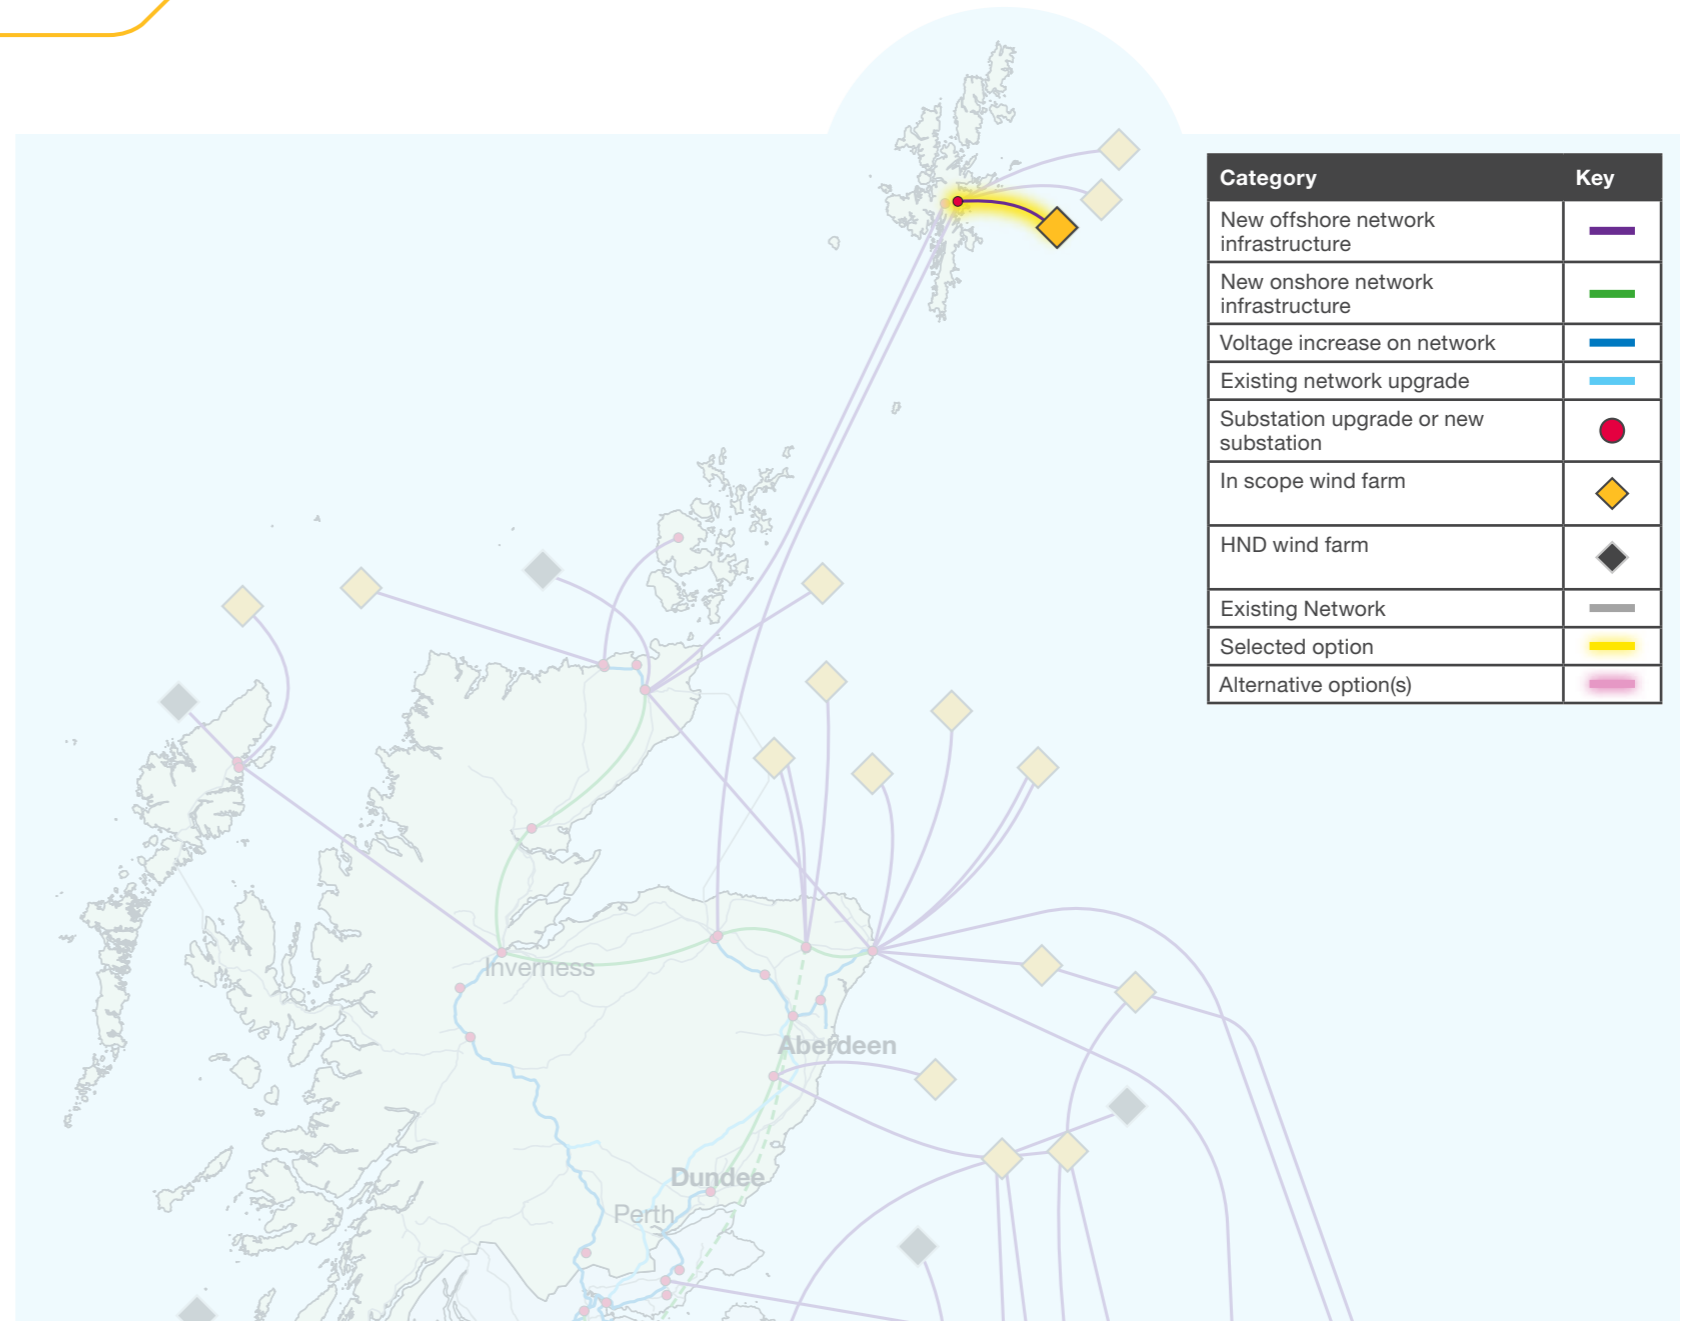 Category Key
New offshore network
infrastructure
New onshore network
infrastructure
Voltage increase on network
Existing network upgrade
Substation upgrade or new
substation
In scope wind farm
HND wind farm
Existing Network
Selected option
Alternative option(s)
Inverness
Aberdeen
Dundee
Perth